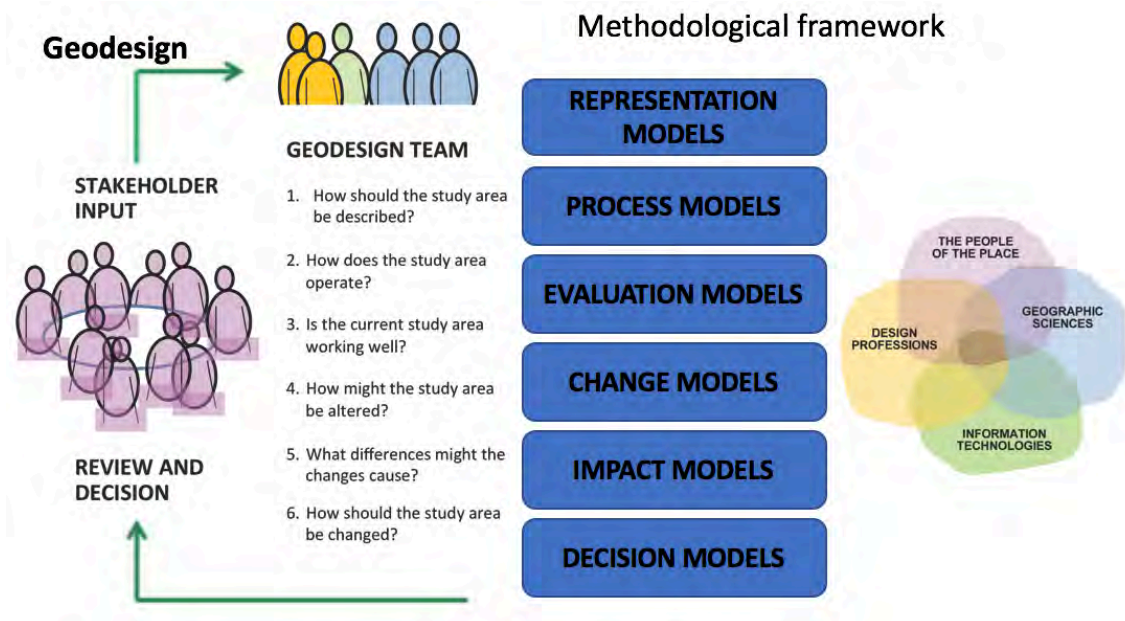 Geodesign
Methodological framework
STAKEHOLDER
INPUT
REVIEW AND
DECISION
GEODESIGN TEAM
1. How should the study area
be described?
2. How does the study area
operate?
3. Is the current study area
working well?
4. How might the study area
be altered?
5. What differences might the
changes cause?
6. How should the study area
be changed?
REPRESENTATION
MODELS
PROCESS MODELS
EVALUATION MODELS
CHANGE MODELS
IMPACT MODELS
DECISION MODELS
THE PEOPLE
OF THE PLACE
GEOGRAPHIC
SCIENCES
DESIGN
PROFESSIONS
INFORMATION
TECHNOLOGIES